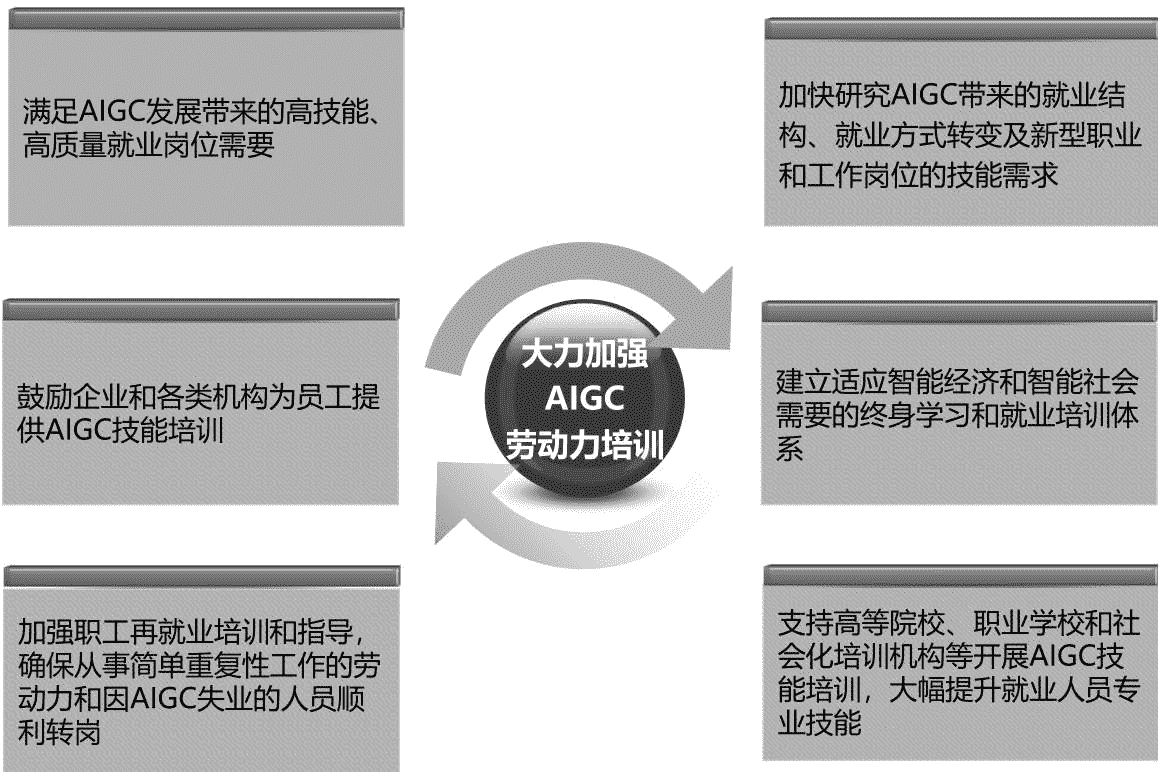 满足AIGC发展带来的高技能、
高质量就业岗位需要
加快研究AIGC带来的就业结
构、就业方式转变及新型职业
和工作岗位的技能需求
鼓励企业和各类机构为员工提
供AIGC技能培训
大力加强
AIGC
劳动力培训
建立适应智能经济和智能社会
需要的终身学习和就业培训体
系
加强职工再就业培训和指导，
确保从事简单重复性工作的劳
动力和因AIGC失业的人员顺
利转岗
支持高等院校、职业学校和社
会化培训机构等开展AIGC技
能培训，大幅提升就业人员专
业技能